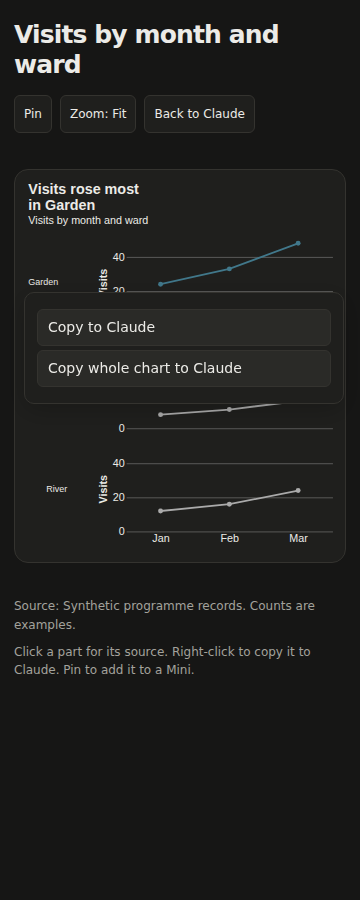 Visits by month and
ward
Pin
Zoom: Fit
Back to Claude
Visits rose most
in Garden
Visits by month and ward
40
Garden
Copy to Claude
Copy whole chart to Claude
0
40
River
Visits
20
0
Jan
Feb
Mar
Source: Synthetic programme records. Counts are
examples.
Click a part for its source. Right-click to copy it to
Claude. Pin to add it to a Mini.